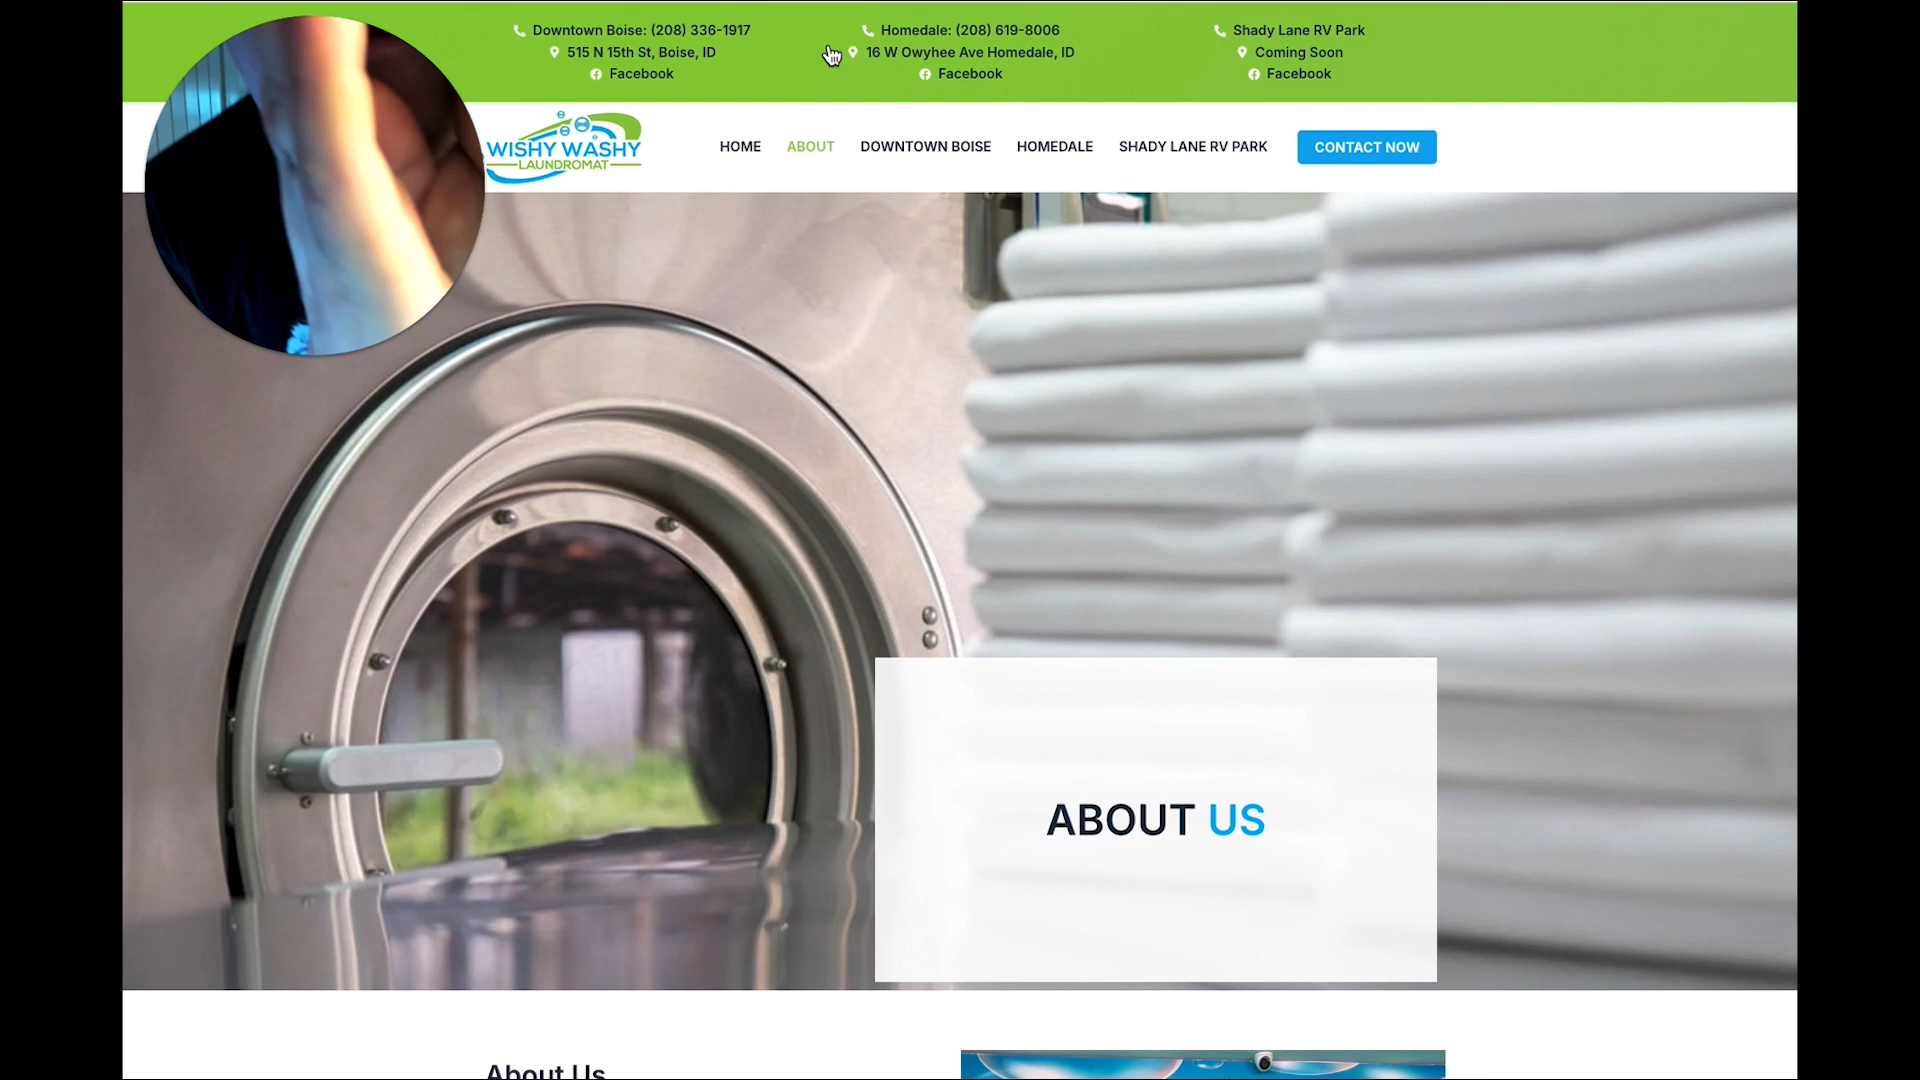 Downtown Boise: (208) 336-1917
515 N 15th St, Boise, ID
Facebook
Homedale: (208) 619-8006
16 W Owyhee Ave Homedale, ID
Facebook
Shady Lane RV Park
Coming Soon
Facebook
WISHY WASHY
LAUNDROMAT
HOME
ABOUT
DOWNTOWN BOISE
HOMEDALE
SHADY LANE RV PARK
CONTACT NOW
ABOUT US
About Us